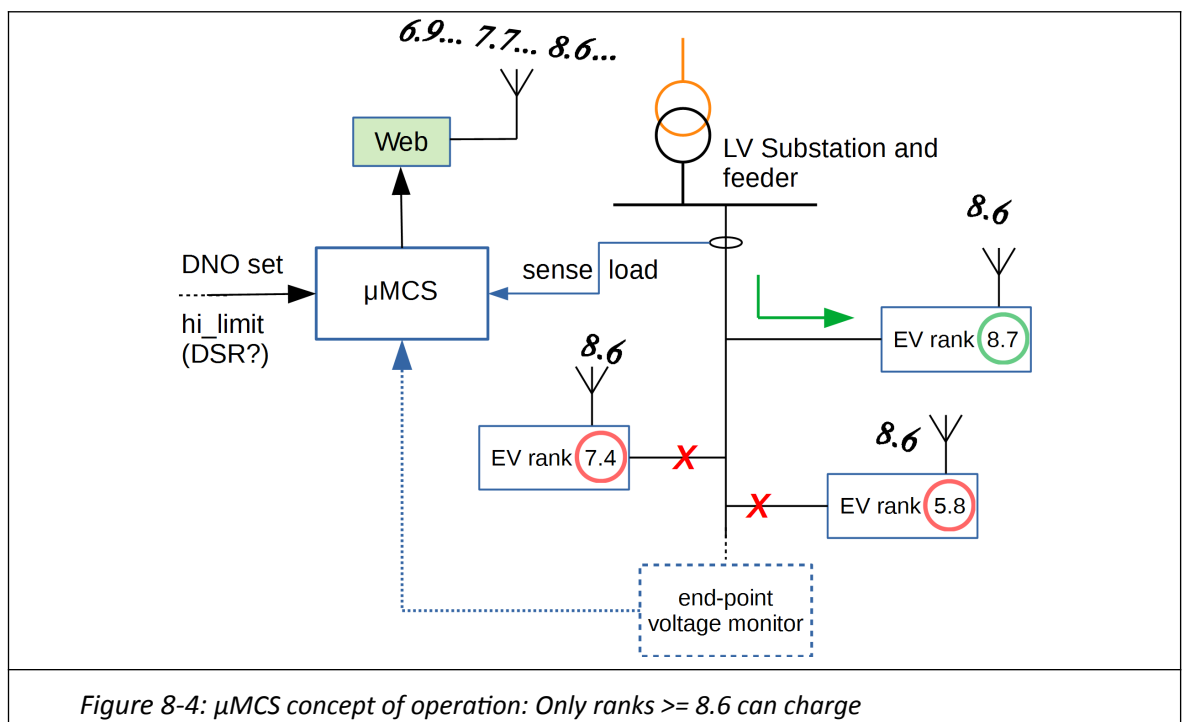 6.9... 7.7... 8.6...
Web
LV Substation and
feeder
8.6
DNO set
μMCS
sense load
hi_limit
(DSR?)
EV rank 8.7
8.6
8.6
EV rank 7.4
X
X
EV rank 5.8
end-point
voltage monitor
Figure 8-4: μMCS concept of operation: Only ranks >= 8.6 can charge